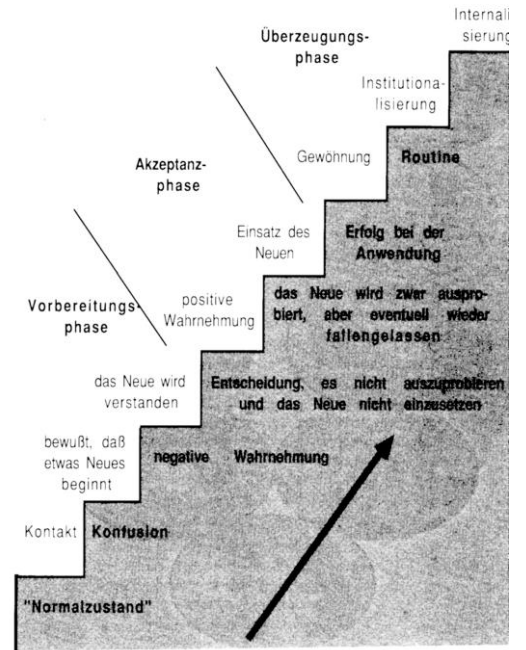 Internali-
sierung
Überzeugungs-
phase
Institutiona-
lisierung
Gewöhnung
Routine
Akzeptanz-
phase
Einsatz des
Neuen
Erfolg bei der
Anwendung
Vorbereitungs-
phase
positive
Wahrnehmung
das Neue wird zwar auspro-
biert, aber eventuell wieder
fallengelassen
das Neue wird
verstanden
Entscheidung, es nicht auszuprobieren
und das Neue nicht einzusetzen
bewußt, daß
etwas Neues
beginnt
negative Wahrnehmung
Kontakt
Konfusion
"Normalzustand"